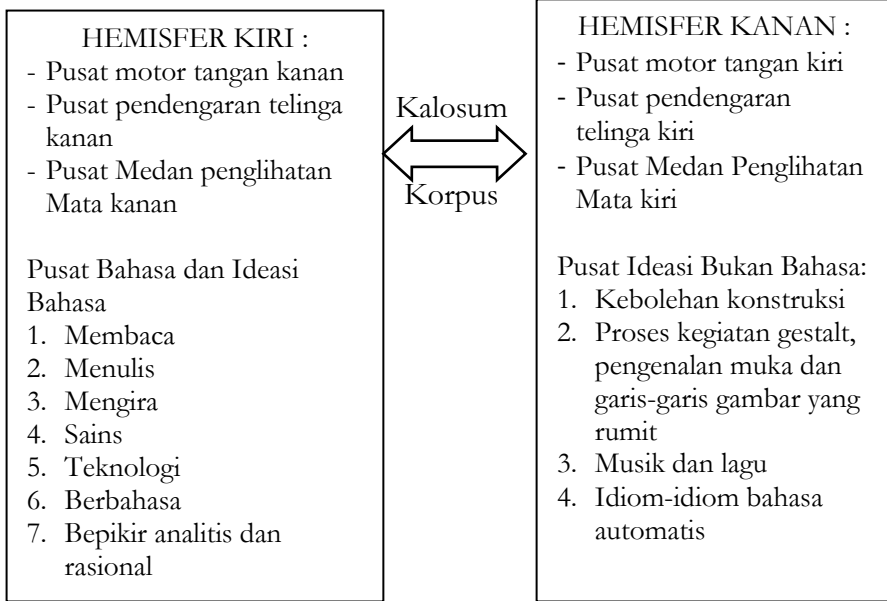 HEMISFER KIRI :
- Pusat motor tangan kanan
- Pusat pendengaran telinga
kanan
- Pusat Medan penglihatan
Mata kanan
Pusat Bahasa dan Ideasi
Bahasa
1. Membaca
2. Menulis
3. Mengira
4. Sains
5. Teknologi
6. Berbahasa
7. Bepikir analitis dan
rasional
Kalosum
Korpus
HEMISFER KANAN :
- Pusat motor tangan kiri
- Pusat pendengaran
telinga kiri
- Pusat Medan Penglihatan
Mata kiri
Pusat Ideasi Bukan Bahasa:
1. Kebolehan konstruksi
2. Proses kegiatan gestalt,
pengenalan muka dan
garis-garis gambar yang
rumit
3. Musik dan lagu
4. Idiom-idiom bahasa
automatis